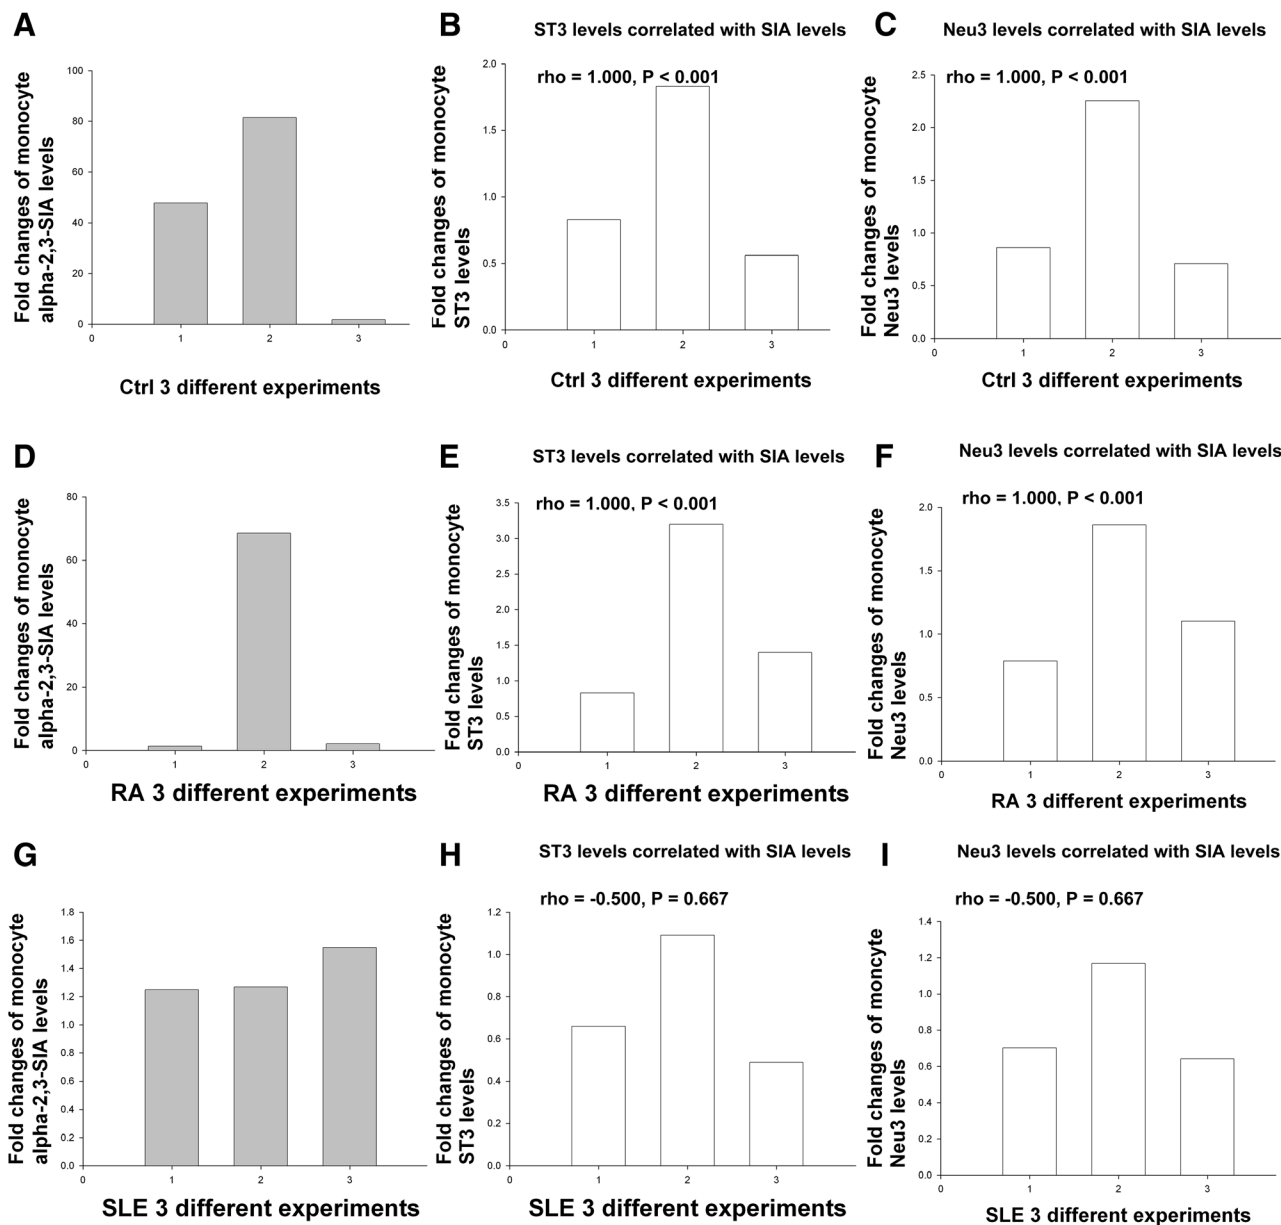 A
Fold changes of monocyte
alpha-2,3-SIA levels
100
80
60
40
20
0
0
1
2
3
Ctrl 3 different experiments
B
ST3 levels correlated with SIA levels
rho = 1.000, P < 0.001
Fold changes of monocyte
ST3 levels
2.0
1.5
1.0
0.5
0.0
0
1
2
3
Ctrl 3 different experiments
C
Neu3 levels correlated with SIA levels
rho = 1.000, P < 0.001
Fold changes of monocyte
Neu3 levels
2.5
2.0
1.5
1.0
0.5
0.0
0
1
2
3
Ctrl 3 different experiments
D
Fold changes of monocyte
alpha-2,3-SIA levels
80
60
40
20
0
0
1
2
3
RA 3 different experiments
E
ST3 levels correlated with SIA levels
rho = 1.000, P < 0.001
Fold changes of monocyte
ST3 levels
3.5
3.0
2.5
2.0
1.5
1.0
0.5
0.0
0
1
2
3
RA 3 different experiments
F
Neu3 levels correlated with SIA levels
rho = 1.000, P < 0.001
Fold changes of monocyte
Neu3 levels
2.0
1.5
1.0
0.5
0.0
0
1
2
3
RA 3 different experiments
G
Fold changes of monocyte
alpha-2,3-SIA levels
1.8
1.6
1.4
1.2
1.0
0.8
0.6
0.4
0.2
0.0
0
1
2
3
SLE 3 different experiments
H
ST3 levels correlated with SIA levels
rho = -0.500, P = 0.667
Fold changes of monocyte
ST3 levels
1.2
1.0
0.8
0.6
0.4
0.2
0.0
0
1
2
3
SLE 3 different experiments
I
Neu3 levels correlated with SIA levels
rho = -0.500, P = 0.667
Fold changes of moncyte
Neu3 levels
1.4
1.2
1.0
0.8
0.6
0.4
0.2
0.0
0
1
2
3
SLE 3 different experiments